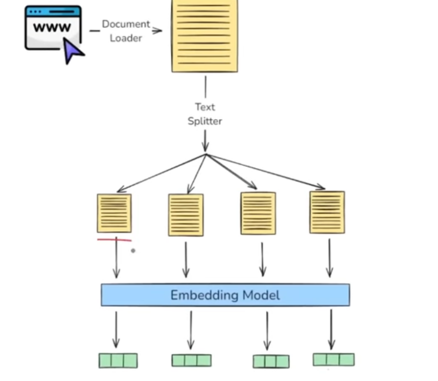 www
Document
Loader
Text
Splitter
Embedding Model